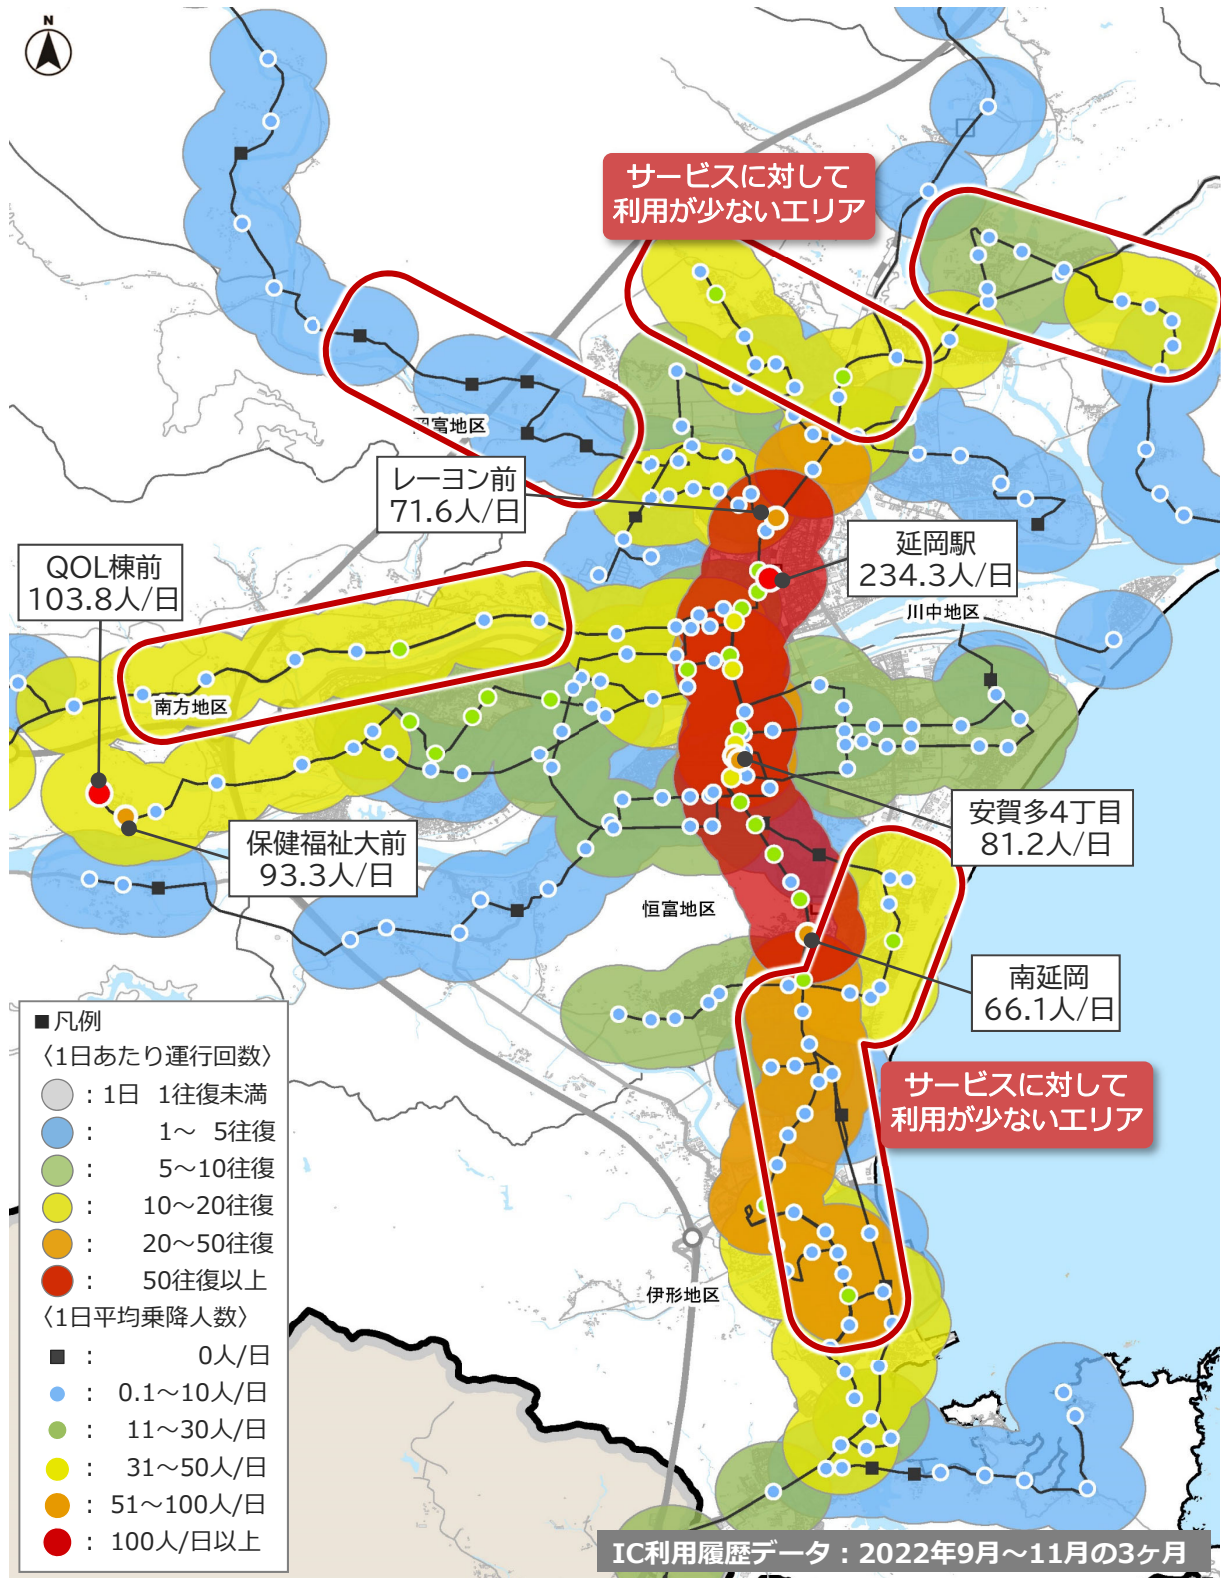 N
サービスに対して
利用が少ないエリア
岡富地区
レーヨン前
71.6人/日
延岡駅
234.3人/日
QOL棟前
103.8人/日
川中地区
南方地区
安賀多4丁目
81.2人/日
保健福祉大前
93.3人/日
恒富地区
南延岡
66.1人/日
サービスに対して
利用が少ないエリア
伊形地区
■凡例
〈1日あたり運行回数〉
：1日 1往復未満
： 1～ 5往復
： 5～10往復
： 10～20往復
： 20～50往復
： 50往復以上
〈1日平均乗降人数〉
： 0人/日
： 0.1～10人/日
： 11～30人/日
： 31～50人/日
： 51～100人/日
： 100人/日以上
IC利用履歴データ：2022年9月～11月の3ヶ月